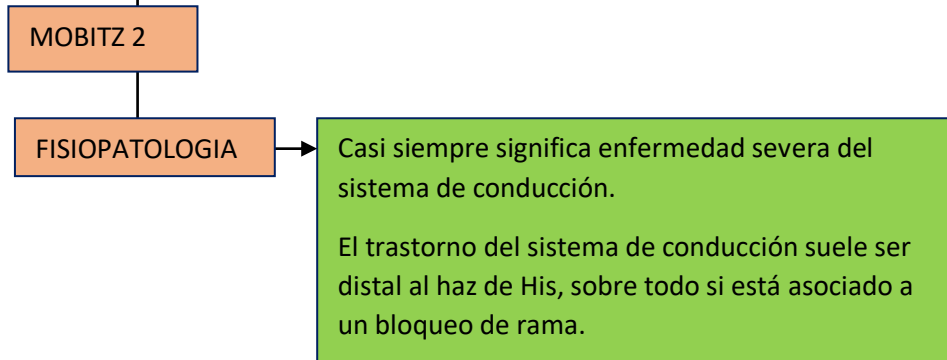 MOBITZ 2
FISIOPATOLOGIA
Casi siempre significa enfermedad severa del
sistema de conducción.
El trastorno del sistema de conducción suele ser
distal al haz de His, sobre todo si está asociado a
un bloqueo de rama.